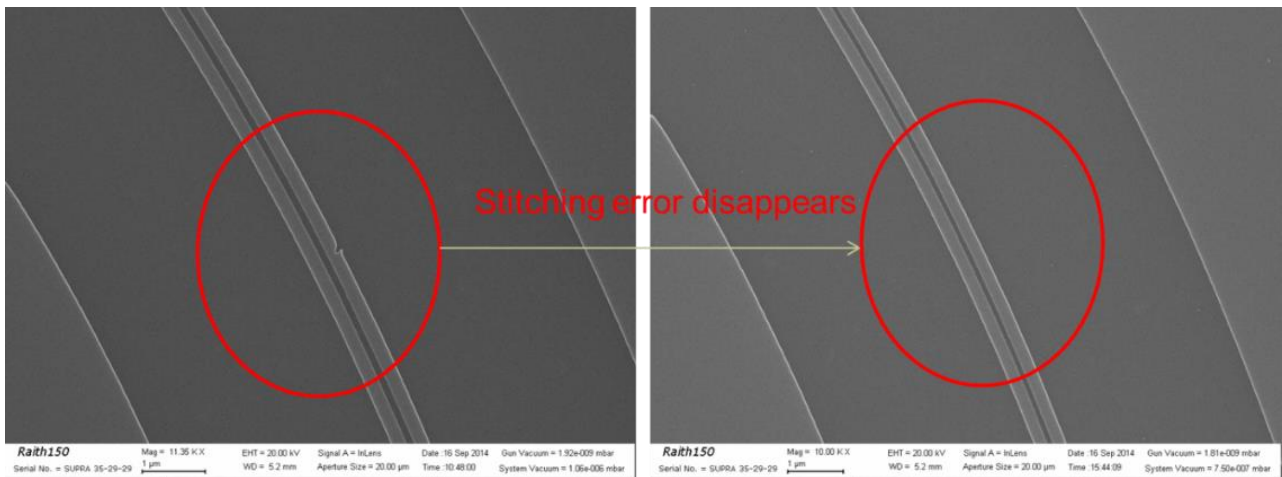 Stitching error disappears
Raith150
Mag = 11.35 K X
EHT = 20.00 kV
Signal A = InLens
Date :16 Sep 2014
Gun Vacuum = 1.92e-009 mbar
Serial No. = SUPRA 35-29-29
1 µm
WD = 5.2 mm
Aperture Size = 20.00 µm
Time :10:48:00
System Vacuum = 1.06e-006 mbar
Raith150
Mag = 10.00 K X
EHT = 20.00 kV
Signal A = InLens
Date :16 Sep 2014
Gun Vacuum = 1.81e-009 mbar
Serial No. = SUPRA 35-29-29
1 µm
WD = 5.2 mm
Aperture Size = 20.00 µm
Time :15:44:09
System Vacuum = 7.50e-007 mbar